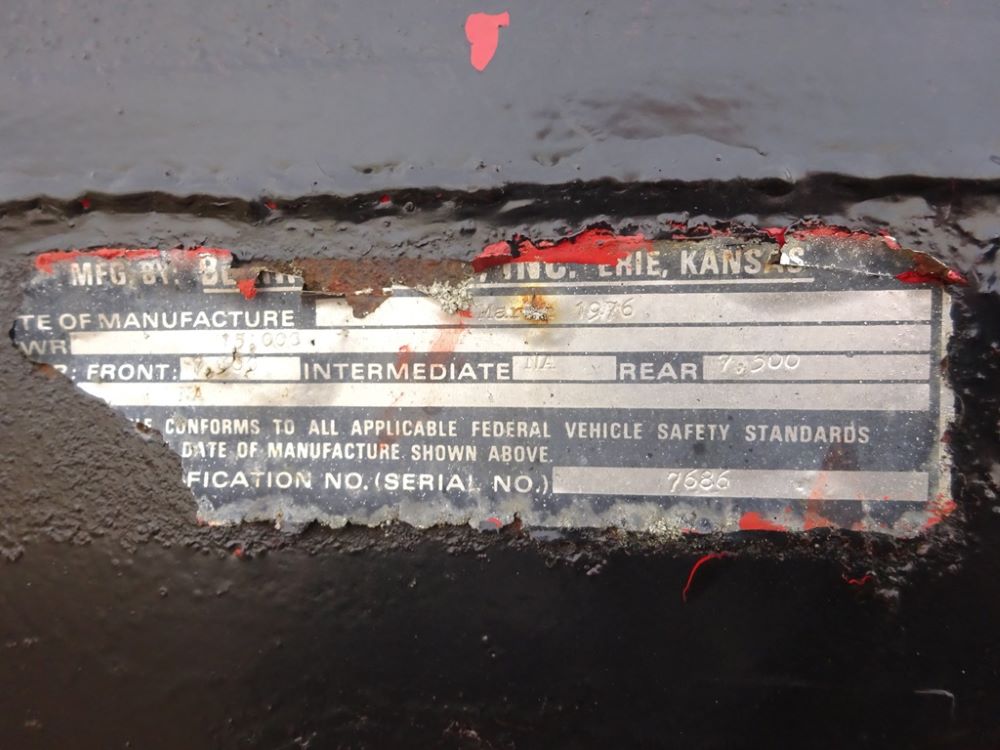 MFG. BY: INC. ERIE, KANSAS
TE OF MANUFACTURE March 1976
WR 15,000
R: FRONT: INTERMEDIATE NA REAR 7,500
CONFORMS TO ALL APPLICABLE FEDERAL VEHICLE SAFETY STANDARDS
DATE OF MANUFACTURE SHOWN ABOVE.
FICATION NO. (SERIAL NO.) 7686